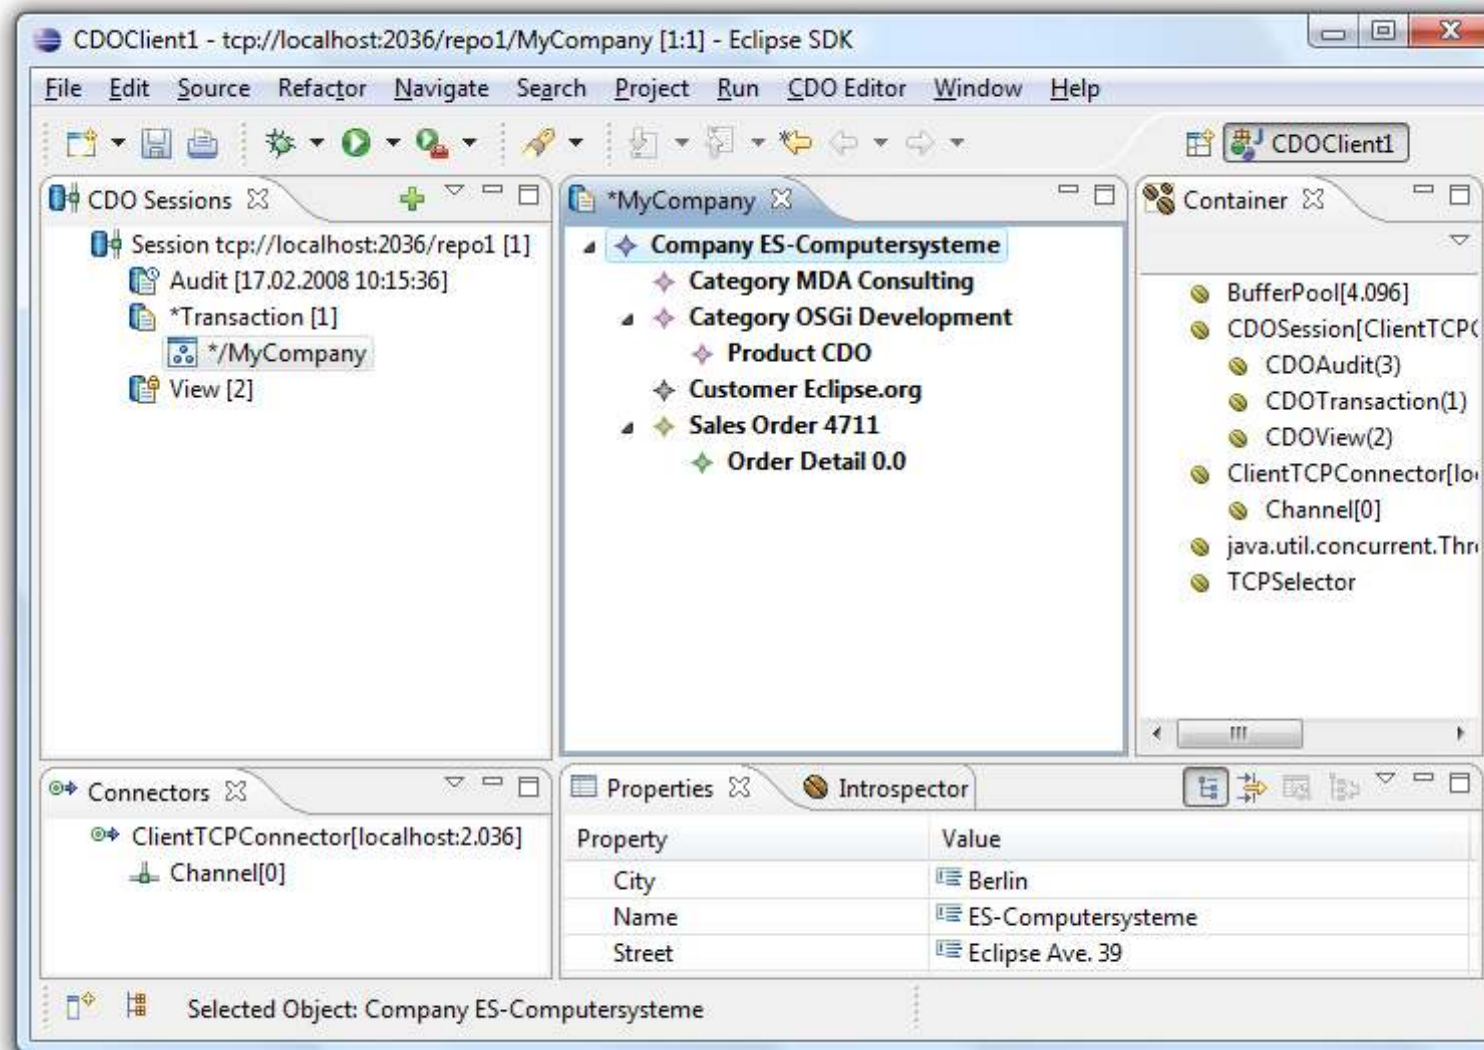 CDOClient1 - tcp://localhost:2036/repo1/MyCompany [1:1] - Eclipse SDK
File Edit Source Refactor Navigate Search Project Run CDO Editor Window Help
CDOClient1
CDO Sessions
Session tcp://localhost:2036/repo1 [1]
Audit [17.02.2008 10:15:36]
*Transaction [1]
*/MyCompany
View [2]
*MyCompany
Company ES-Computersysteme
Category MDA Consulting
Category OSGi Development
Product CDO
Customer Eclipse.org
Sales Order 4711
Order Detail 0.0
Container
BufferPool[4.096]
CDOSession[ClientTCP
CDOAudit(3)
CDOTransaction(1)
CDOView(2)
ClientTCPConnector[lo
Channel[0]
java.util.concurrent.Thr
TCPSelector
Connectors
ClientTCPConnector[localhost:2.036]
Channel[0]
Properties Introspector
Property Value
City Berlin
Name ES-Computersysteme
Street Eclipse Ave. 39
Selected Object: Company ES-Computersysteme